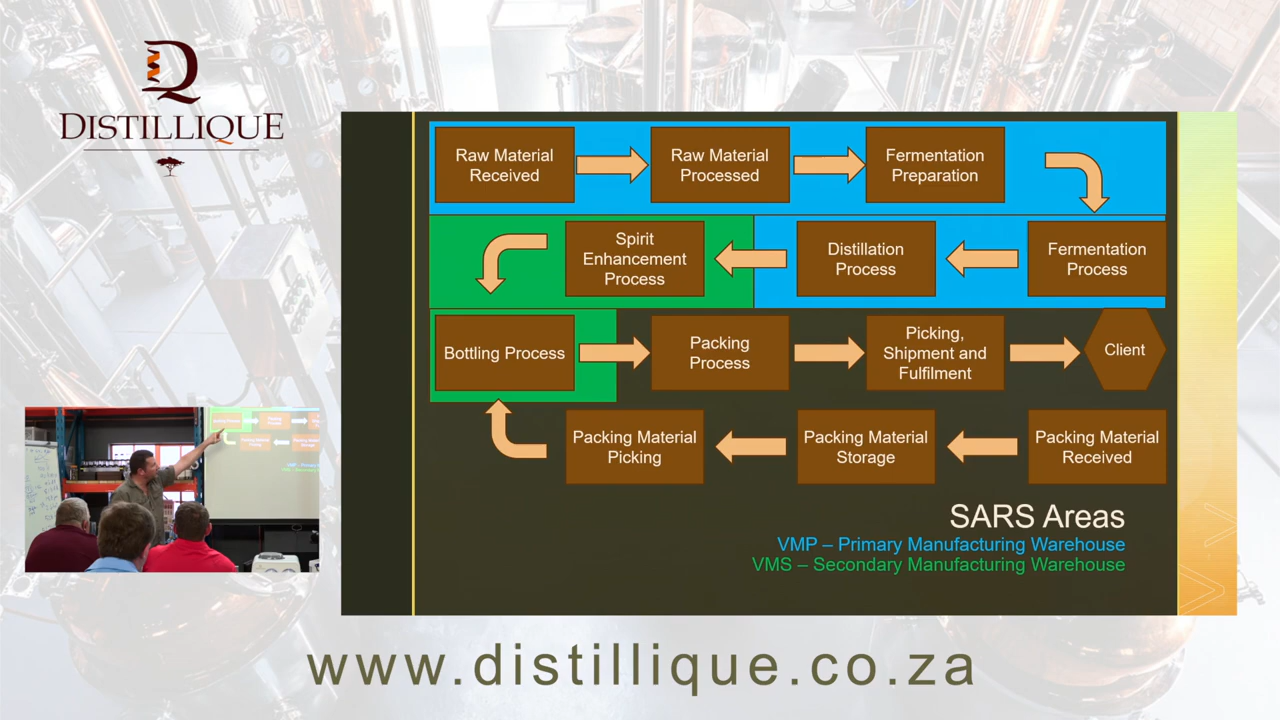 DISTILLIQUE
Raw Material
Received
Raw Material
Processed
Fermentation
Preparation
Spirit
Enhancement
Process
Distillation
Process
Fermentation
Process
Bottling Process
Packing
Process
Picking,
Shipment and
Fulfilment
Client
Packing Material
Picking
Packing Material
Storage
Packing Material
Received
SARS Areas
VMP – Primary Manufacturing Warehouse
VMS – Secondary Manufacturing Warehouse
www.distillique.co.za